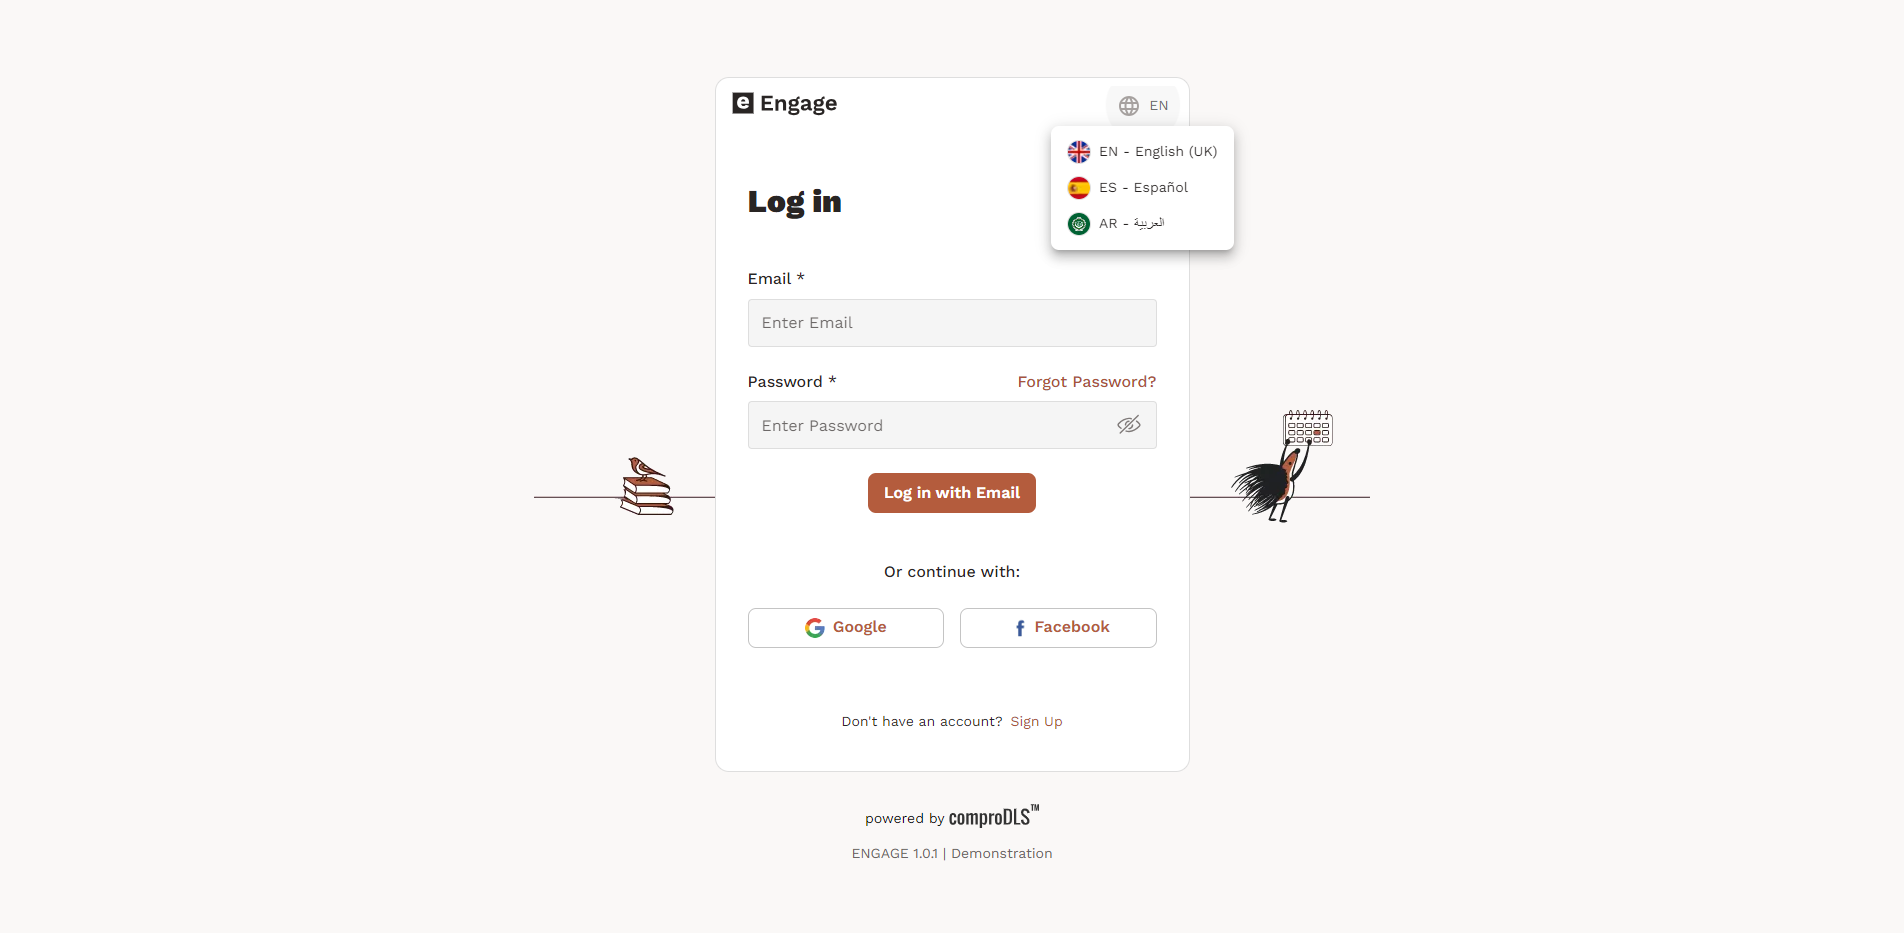 e Engage
EN
EN - English (UK)
ES - Español
AR - العربية
Log in
Email *
Enter Email
Password *
Forgot Password?
Enter Password
Log in with Email
Or continue with:
Google
Facebook
Don't have an account? Sign Up
powered by comproDLS™
ENGAGE 1.0.1 | Demonstration